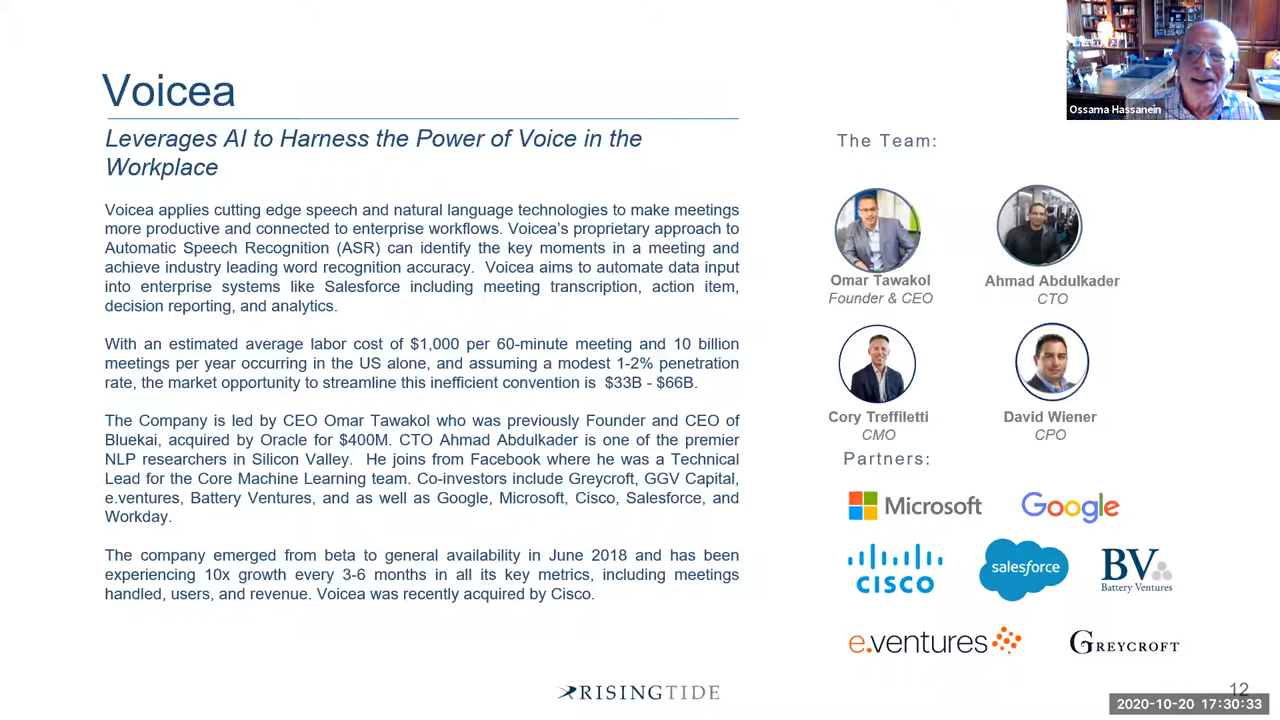 Voicea
Leverages AI to Harness the Power of Voice in the
Workplace
Voicea applies cutting edge speech and natural language technologies to make meetings
more productive and connected to enterprise workflows. Voicea's proprietary approach to
Automatic Speech Recognition (ASR) can identify the key moments in a meeting and
achieve industry leading word recognition accuracy. Voicea aims to automate data input
into enterprise systems like Salesforce including meeting transcription, action item,
decision reporting, and analytics.
With an estimated average labor cost of $1,000 per 60-minute meeting and 10 billion
meetings per year occurring in the US alone, and assuming a modest 1-2% penetration
rate, the market opportunity to streamline this inefficient convention is $33B - $66B.
The Company is led by CEO Omar Tawakol who was previously Founder and CEO of
Bluekai, acquired by Oracle for $400M. CTO Ahmad Abdulkader is one of the premier
NLP researchers in Silicon Valley. He joins from Facebook where he was a Technical
Lead for the Core Machine Learning team. Co-investors include Greycroft, GGV Capital,
e.ventures, Battery Ventures, and as well as Google, Microsoft, Cisco, Salesforce, and
Workday.
The company emerged from beta to general availability in June 2018 and has been
experiencing 10x growth every 3-6 months in all its key metrics, including meetings
handled, users, and revenue. Voicea was recently acquired by Cisco.
Ossama Hassanein
The Team:
Omar Tawakol
Founder & CEO
Ahmad Abdulkader
CTO
Cory Treffiletti
CMO
David Wiener
CPO
Partners:
Microsoft
Google
CISCO
salesforce
BV
Battery Ventures
e.ventures
GREYCROFT
RISINGTIDE
12
2020-10-20 17:30:33